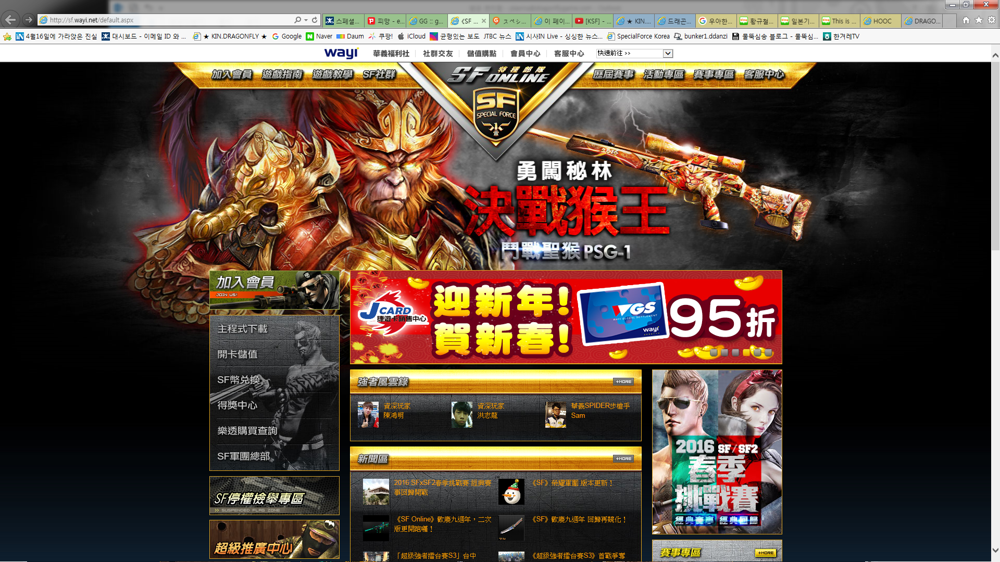 http://sf.wayi.net/default.aspx
스페셜...
피망 - e...
GG :: g...
《SF ...
スペシ...
이 페이...
[KSF] - ...
★ KIN....
드래곤...
우아한...
황규철...
일본기...
This is ...
HOOC
DRAGO...
4월16일에 가라앉은 진실
대시보드 - 이메일 ID 와 ...
★ KIN.DRAGONFLY ★
Google
Naver
Daum
쿠팡!
iCloud
균형있는 보도 JTBC 뉴스
시사IN Live - 싱싱한 뉴스...
SpecialForce Korea
bunker1.ddanzi
물뚝심송 블로그 - 물뚝심...
한겨레TV
wayi
華義福利社
社群交友
儲值購點
會員中心
客服中心
快速前往 >>
加入會員
遊戲指南
遊戲教學
SF社群
特種部隊
SF ONLINE
歷屆賽事
活動專區
賽事專區
客服中心
SF
SPECIAL FORCE
2016
勇闖秘林
決戰猴王
鬥戰聖猴 PSG-1
加入會員
JOIN US!
主程式下載
開卡儲值
SF幣兌換
得獎中心
樂透購買查詢
SF軍團總部
SF停權檢舉專區
>> SUSPENDED FLAG ZONE
超級推廣中心
JCARD
捷遊卡銷售中心
迎新年!
賀新春!
WGS
WAYI GLOBAL SETTLEMENT
wayi
95折
強者風雲錄
+MORE
資深玩家
陳鴻明
資深玩家
洪志龍
華義SPIDER步槍手
Sam
新聞區
+MORE
2016 SFxSF2春季挑戰賽 經典賽
事回歸開戰
《SF》榮耀軍團 版本更新！
《SF Online》歡慶九週年，二次
版更開跑囉！
《SF》歡慶九週年 回歸再競化！
「超級強者擂台賽S3」台中
《超級強者擂台賽S3》首戰爭奪
2016 SF/SF2
春季
挑戰賽
經典賽事 經典回歸
賽事專區
+MORE